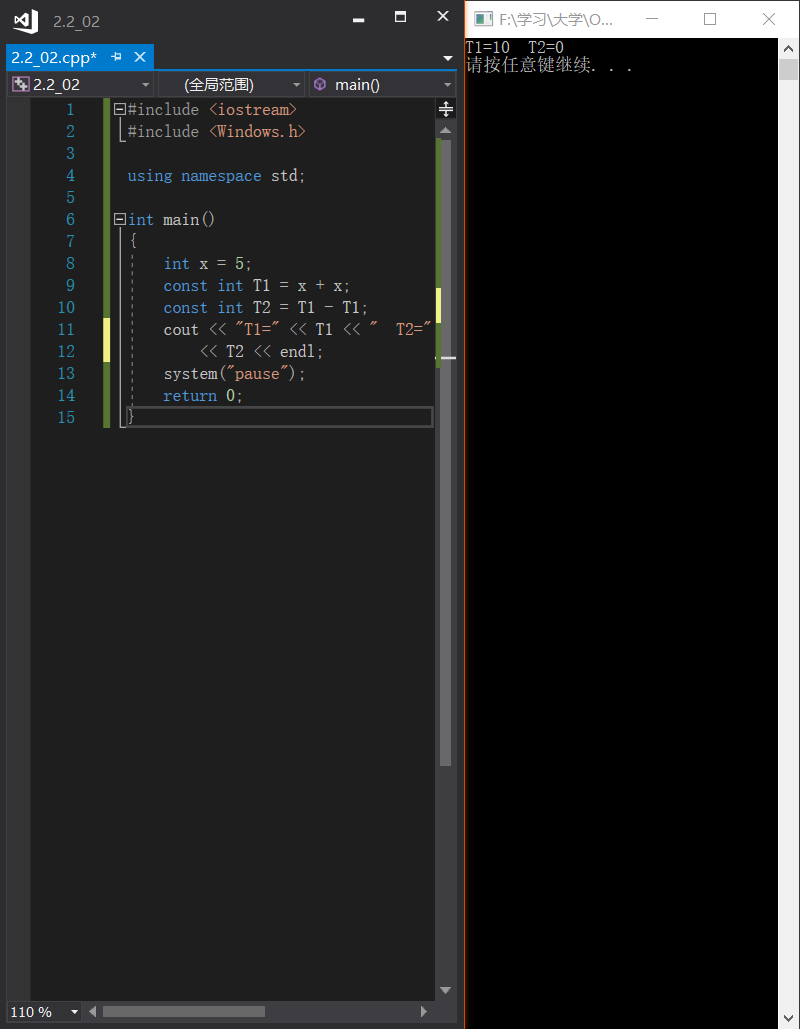 2.2_02
2.2_02.cpp*
2.2_02 (全局范围) main()
1 #include <iostream>
2 #include <Windows.h>
3
4 using namespace std;
5
6 int main()
7 {
8 int x = 5;
9 const int T1 = x + x;
10 const int T2 = T1 - T1;
11 cout << "T1=" << T1 << "  T2="
12 << T2 << endl;
13 system("pause");
14 return 0;
15 }
110 %
F:\学习\大学\O...
T1=10  T2=0
请按任意键继续. . .